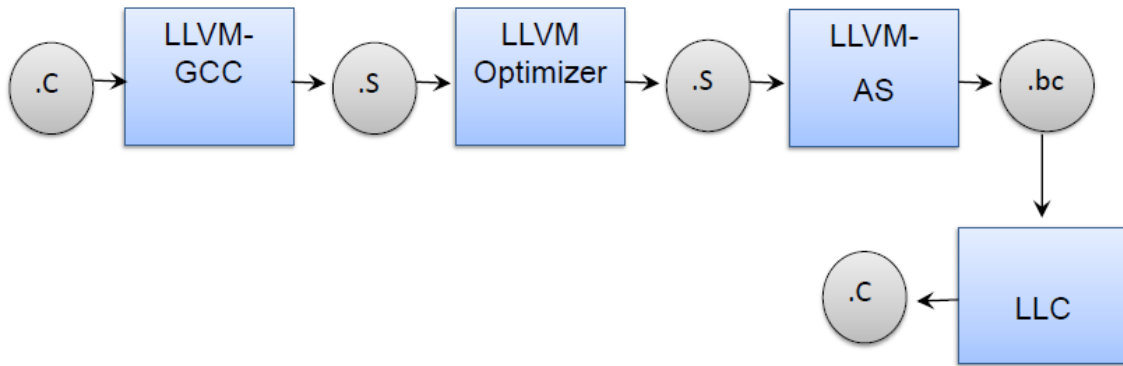 .C
LLVM-
GCC
.S
LLVM
Optimizer
.S
LLVM-
AS
.bc
LLC
.C